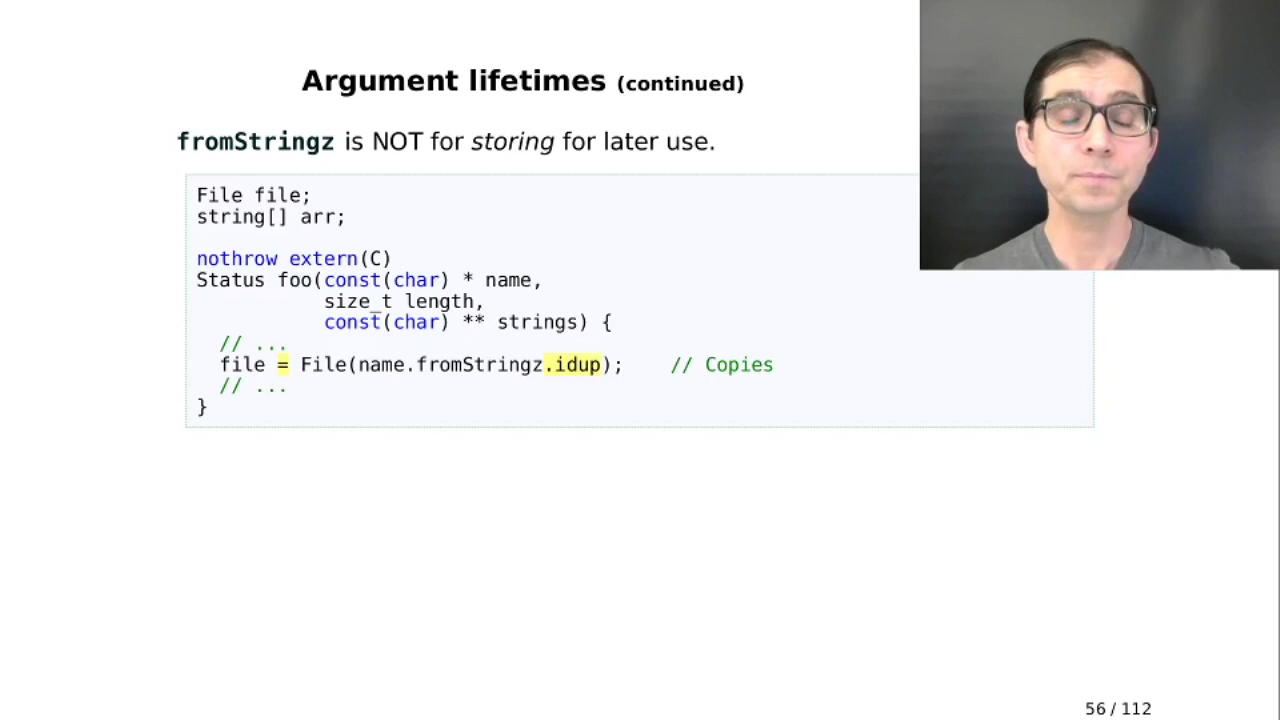 Argument lifetimes (continued)
fromStringz is NOT for storing for later use.
File file;
string[] arr;
nothrow extern(C)
Status foo(const(char) * name,
size_t length,
const(char) ** strings) {
// ...
file = File(name.fromStringz.idup);    // Copies
// ...
}
56 / 112